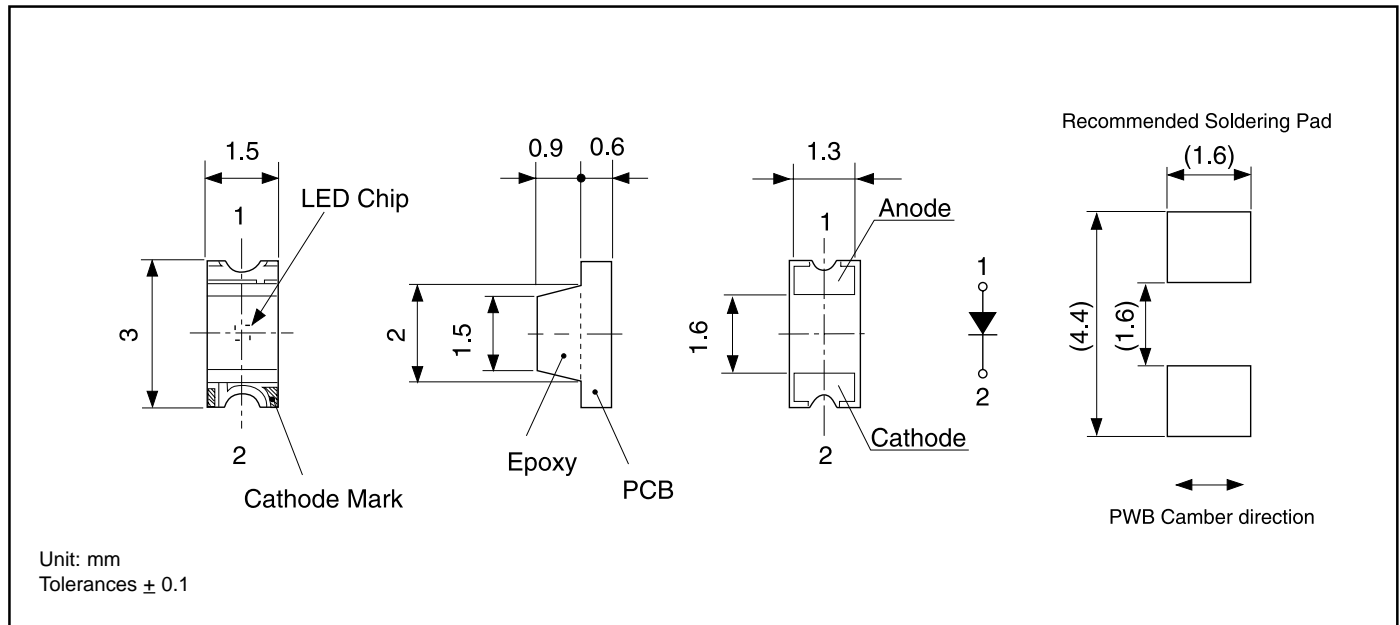 Recommended Soldering Pad
1.5
0.9
0.6
1.3
(1.6)
LED Chip
Anode
1
1
1
3
2
1.5
1.6
(4.4)
(1.6)
2
2
2
Cathode Mark
Epoxy
PCB
Cathode
PWB Camber direction
Unit: mm
Tolerances ± 0.1